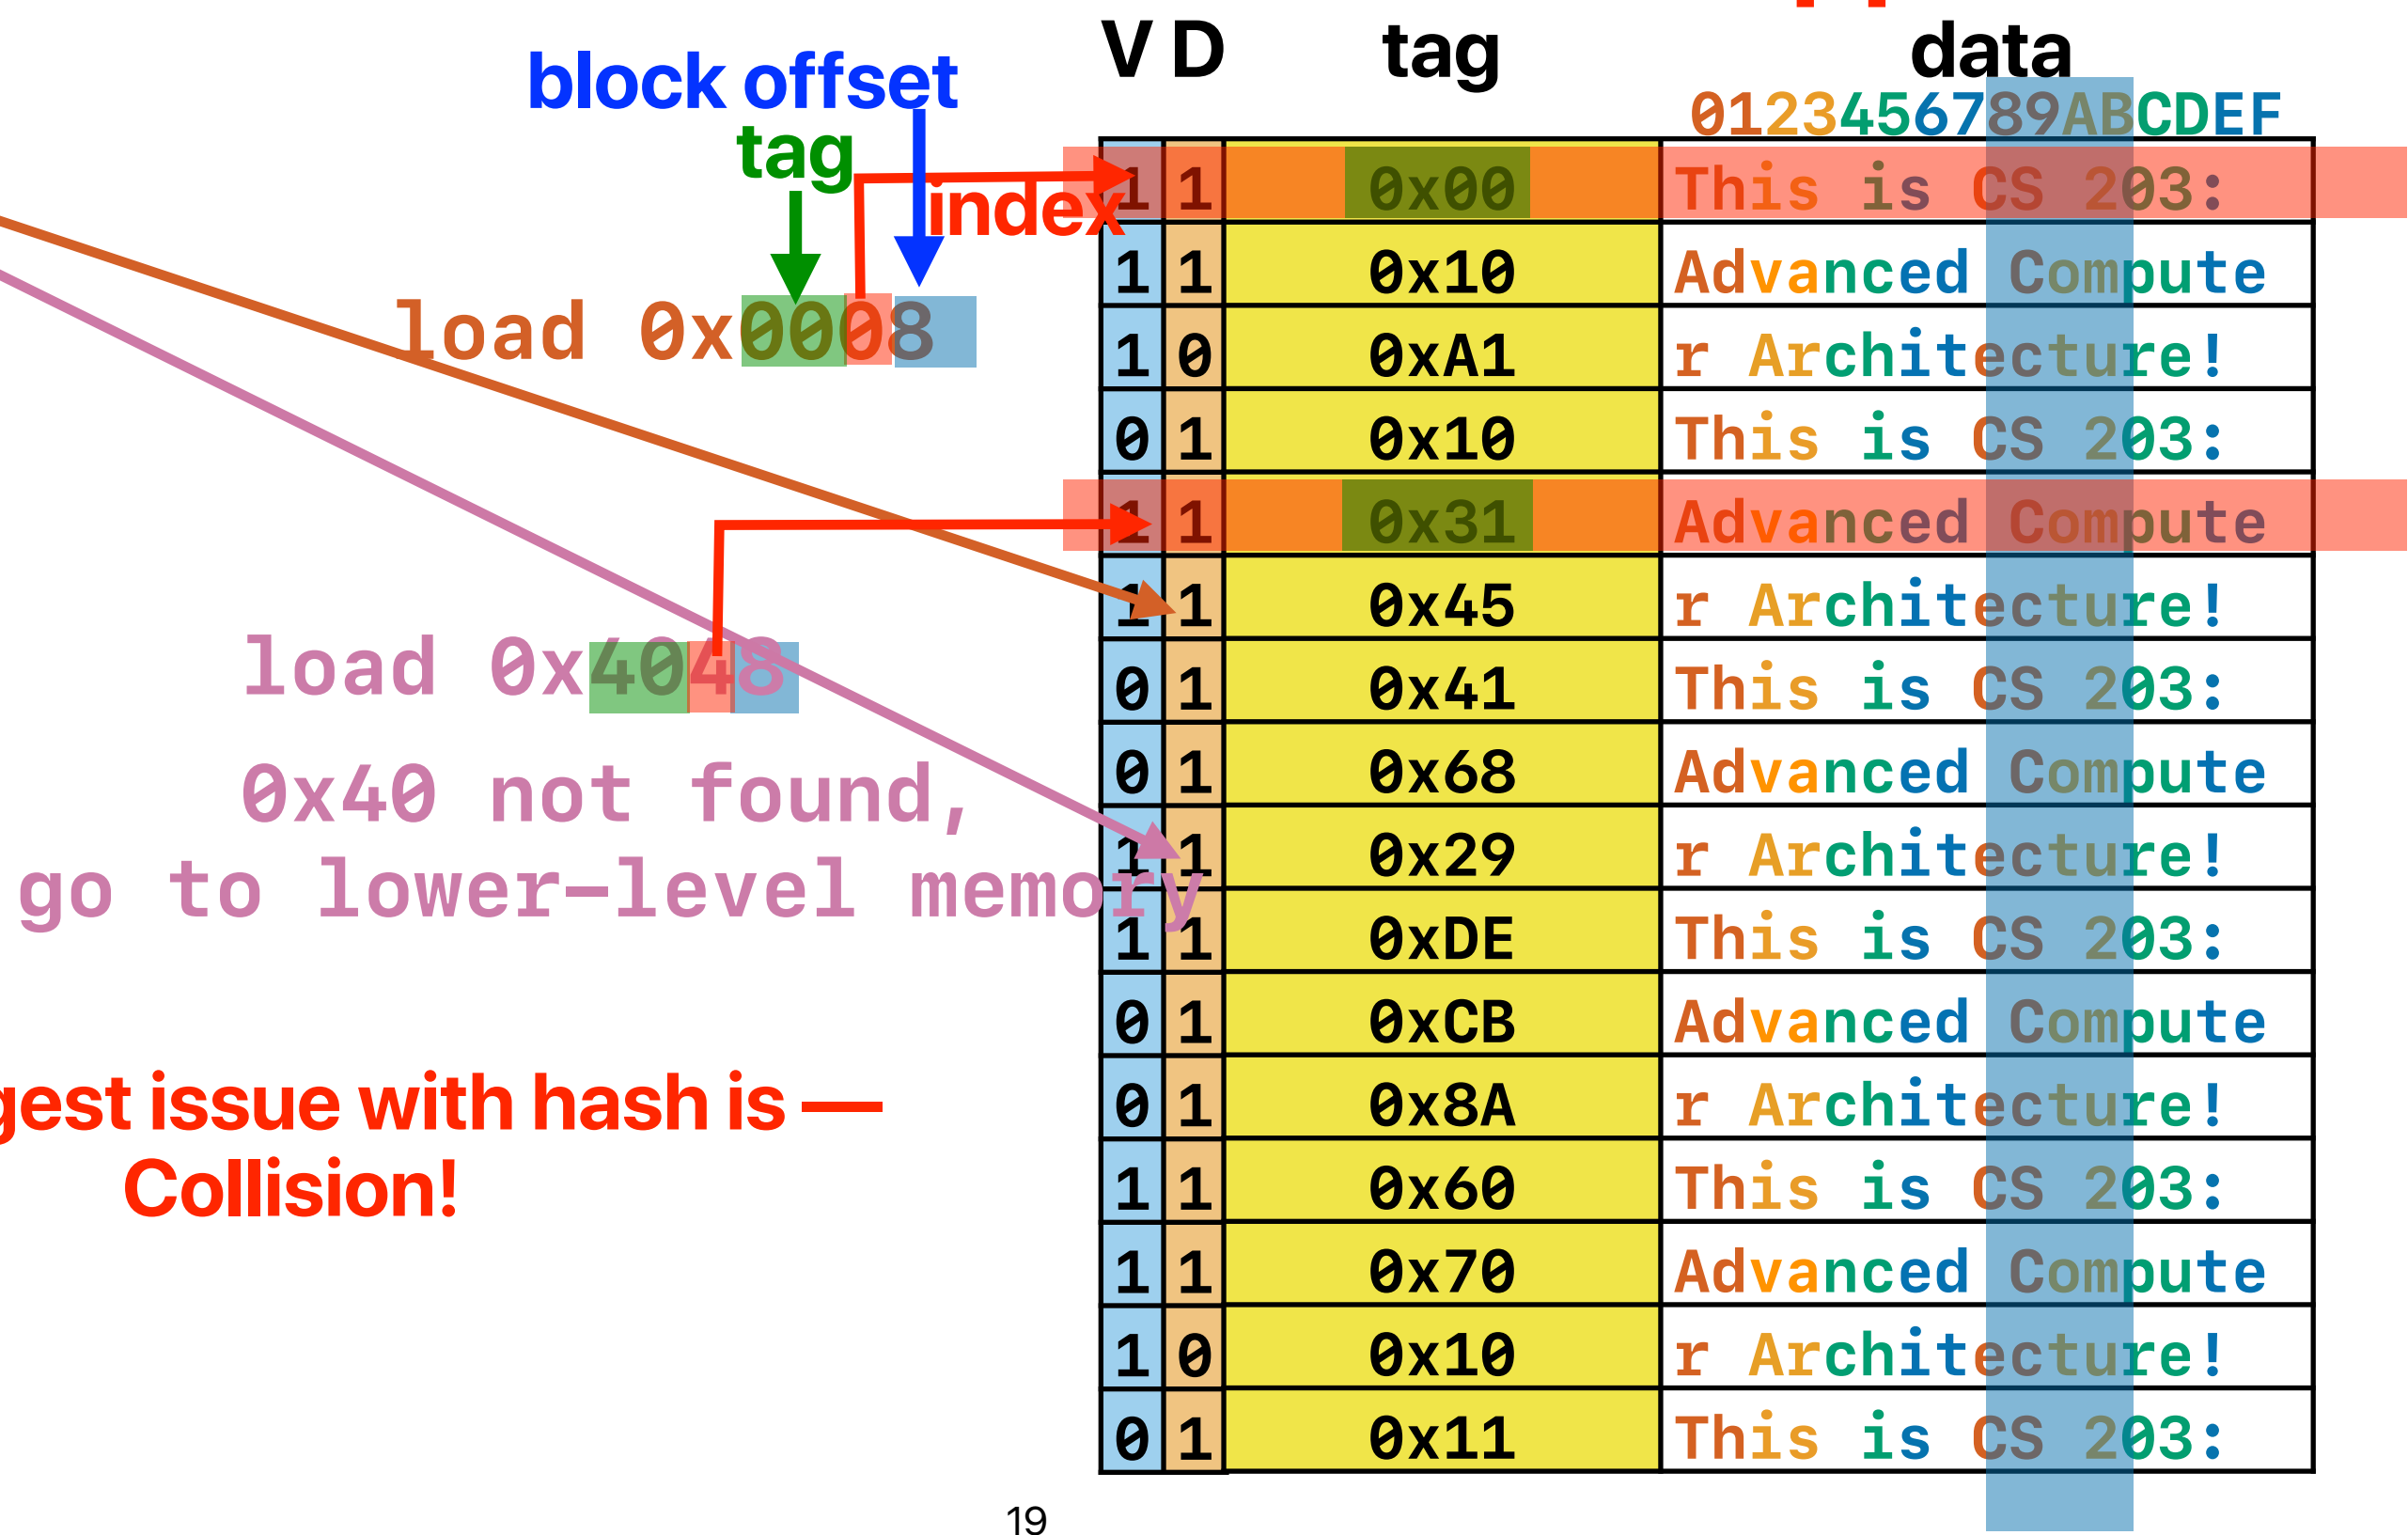 V D tag data
block offset
tag
index
0123456789ABCDEF
load 0x0008
load 0x4048
0x40 not found,
go to lower-level memory
gest issue with hash is —
Collision!
1 1 0x00 This is CS 203:
1 1 0x10 Advanced Compute
1 0 0xA1 r Architecture!
0 1 0x10 This is CS 203:
1 1 0x31 Advanced Compute
1 1 0x45 r Architecture!
0 1 0x41 This is CS 203:
0 1 0x68 Advanced Compute
1 1 0x29 r Architecture!
1 1 0xDE This is CS 203:
0 1 0xCB Advanced Compute
0 1 0x8A r Architecture!
1 1 0x60 This is CS 203:
1 1 0x70 Advanced Compute
1 0 0x10 r Architecture!
0 1 0x11 This is CS 203:
19